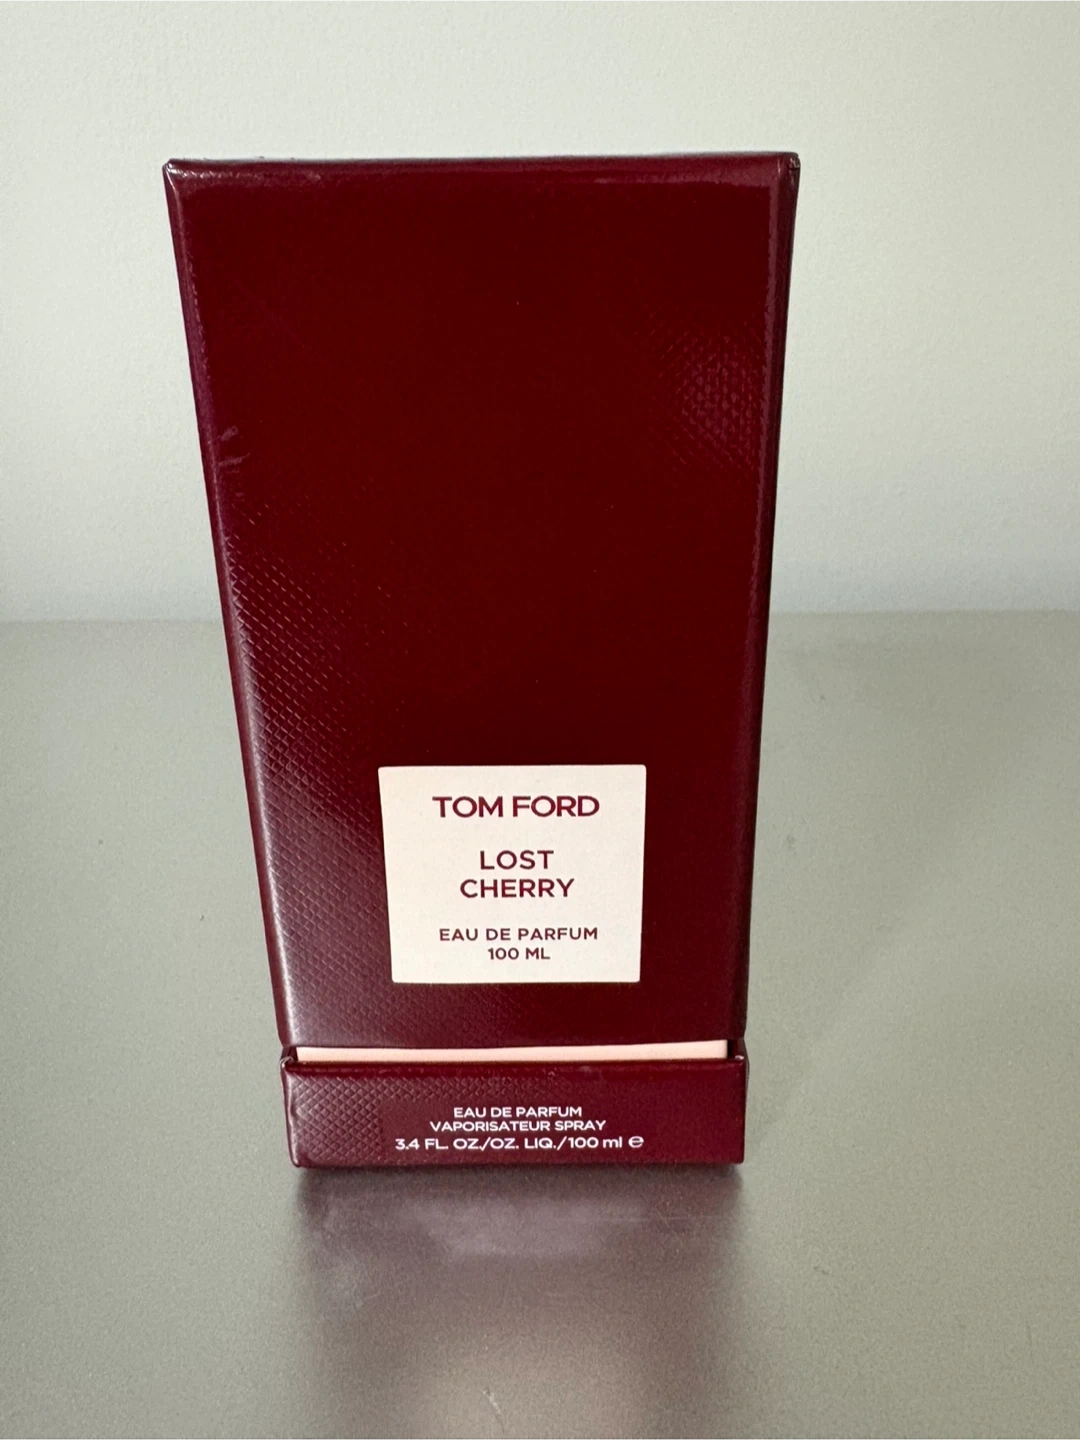 TOM FORD
LOST
CHERRY
EAU DE PARFUM
100 ML
EAU DE PARFUM
VAPORISATEUR SPRAY
3.4 FL. OZ./OZ. LIQ./100 ml ℮